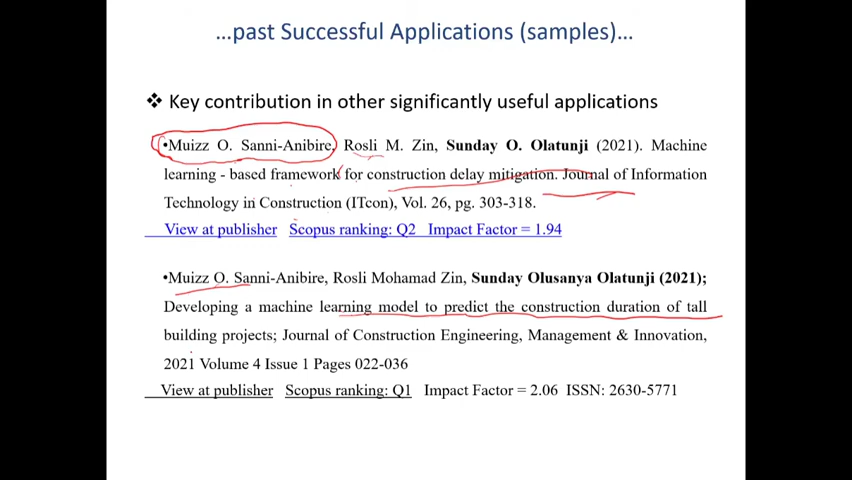 ...past Successful Applications (samples)...
❖ Key contribution in other significantly useful applications
•Muizz O. Sanni-Anibire, Rosli M. Zin, Sunday O. Olatunji (2021). Machine
learning - based framework for construction delay mitigation. Journal of Information
Technology in Construction (ITcon), Vol. 26, pg. 303-318.
View at publisher Scopus ranking: Q2 Impact Factor = 1.94
•Muizz O. Sanni-Anibire, Rosli Mohamad Zin, Sunday Olusanya Olatunji (2021);
Developing a machine learning model to predict the construction duration of tall
building projects; Journal of Construction Engineering, Management & Innovation,
2021 Volume 4 Issue 1 Pages 022-036
View at publisher Scopus ranking: Q1 Impact Factor = 2.06 ISSN: 2630-5771